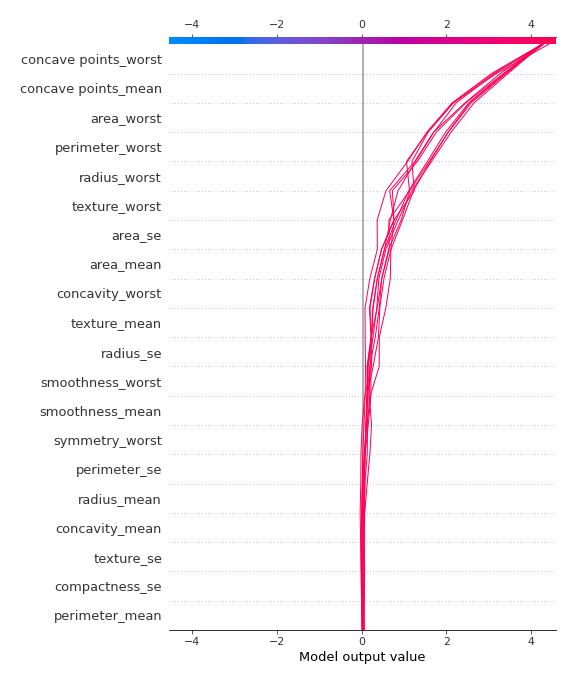 −4 −2 0 2 4
concave points_worst
concave points_mean
area_worst
perimeter_worst
radius_worst
texture_worst
area_se
area_mean
concavity_worst
texture_mean
radius_se
smoothness_worst
smoothness_mean
symmetry_worst
perimeter_se
radius_mean
concavity_mean
texture_se
compactness_se
perimeter_mean
−4 −2 0 2 4
Model output value